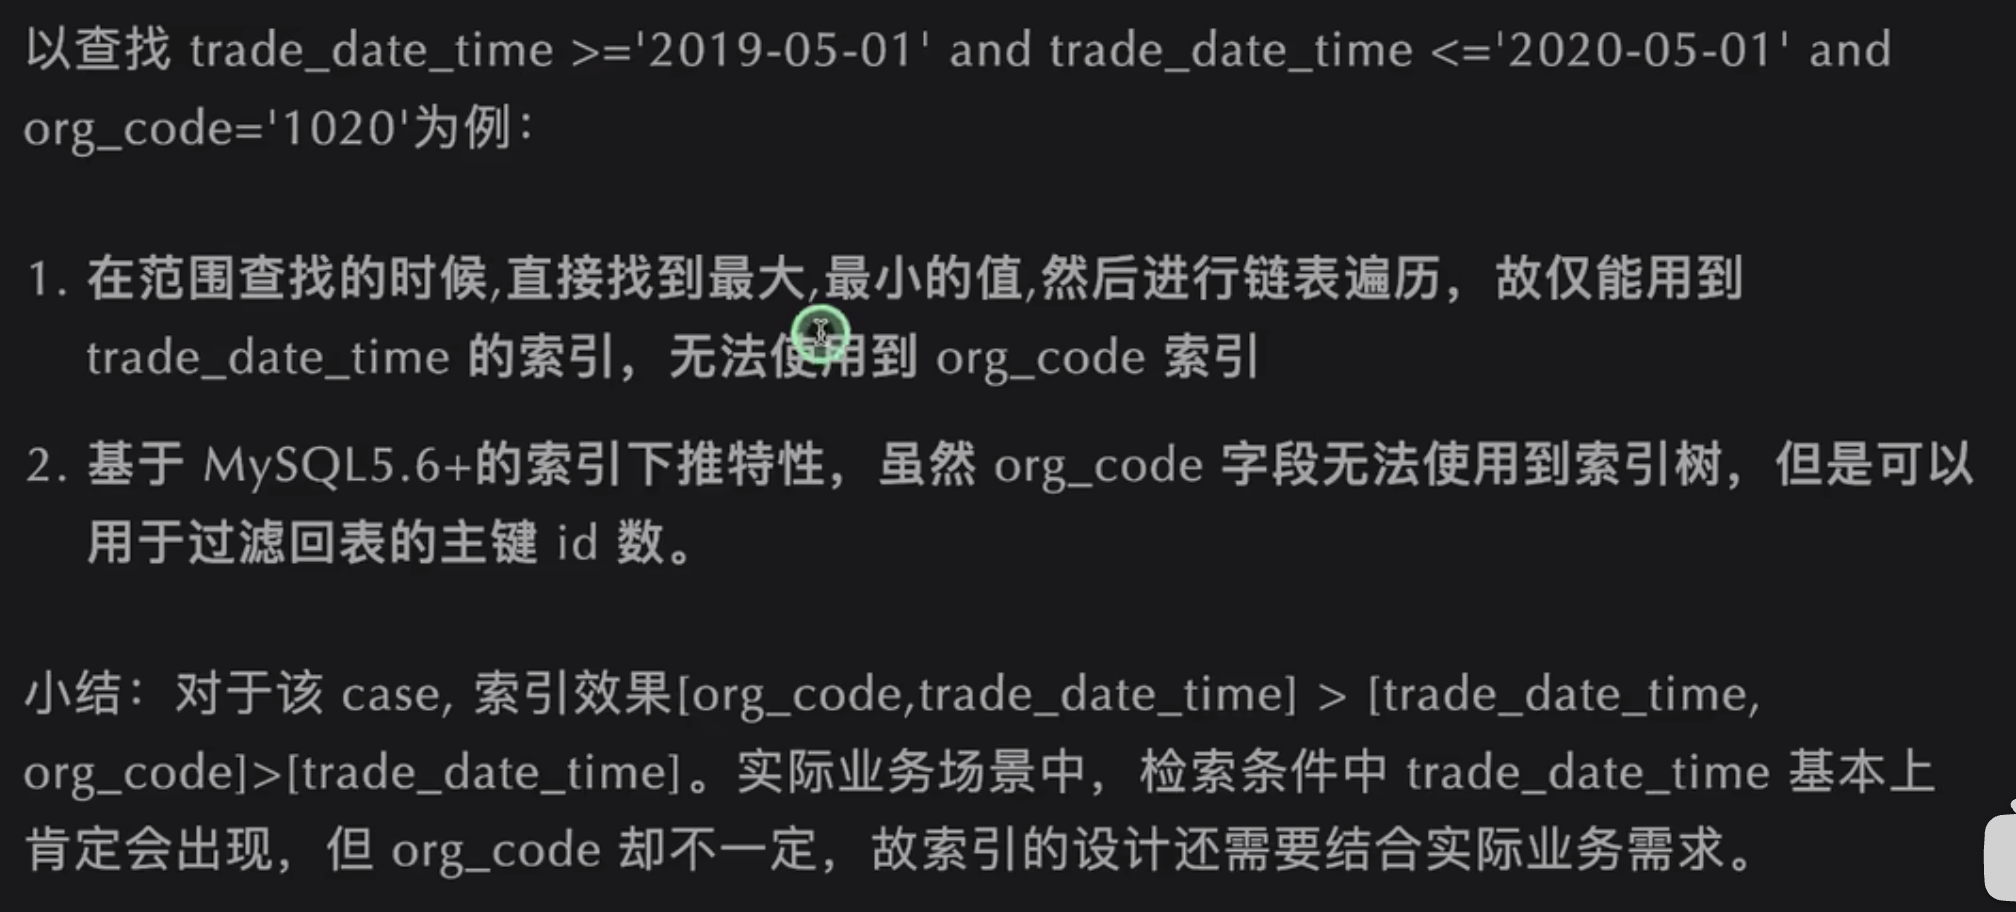 以查找 trade_date_time >='2019-05-01' and trade_date_time <='2020-05-01' and
org_code='1020'为例：
1. 在范围查找的时候,直接找到最大,最小的值,然后进行链表遍历，故仅能用到
trade_date_time 的索引，无法使用到 org_code 索引
2. 基于 MySQL5.6+的索引下推特性，虽然 org_code 字段无法使用到索引树，但是可以
用于过滤回表的主键 id 数。
小结：对于该 case, 索引效果[org_code,trade_date_time] > [trade_date_time,
org_code]>[trade_date_time]。实际业务场景中，检索条件中 trade_date_time 基本上
肯定会出现，但 org_code 却不一定，故索引的设计还需要结合实际业务需求。